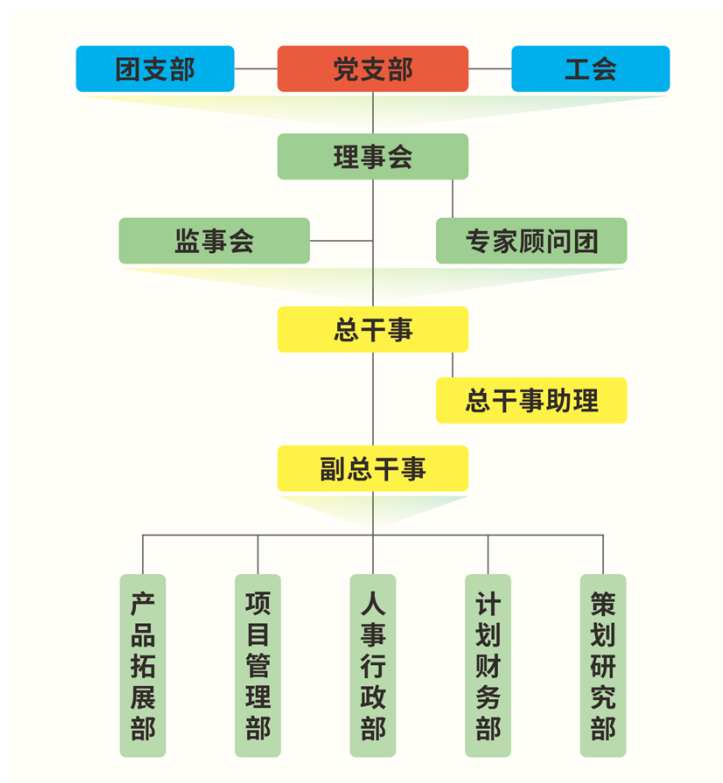 团支部
党支部
工会
理事会
监事会
专家顾问团
总干事
总干事助理
副总干事
产品拓展部
项目管理部
人事行政部
计划财务部
策划研究部